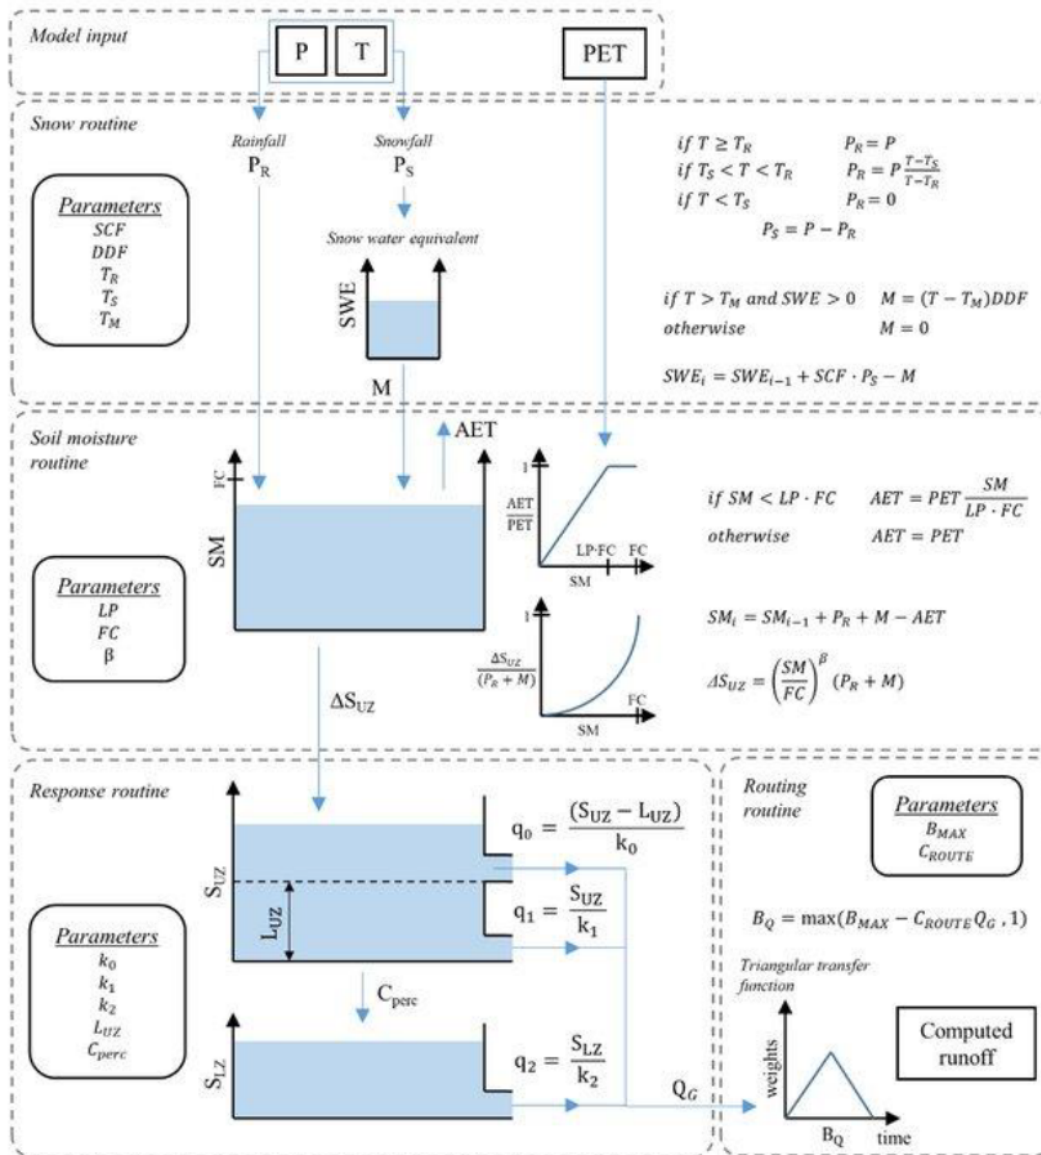 Model input
P
T
PET
Snow routine
Rainfall
P_R
Snowfall
P_S
Parameters
SCF
DDF
T_R
T_S
T_M
Snow water equivalent
SWE
M
if T ≥ T_R P_R = P
if T_S < T < T_R P_R = P (T−T_S)/(T−T_R)
if T < T_S P_R = 0
P_S = P − P_R
if T > T_M and SWE > 0 M = (T − T_M)DDF
otherwise M = 0
SWE_i = SWE_{i−1} + SCF · P_S − M
Soil moisture
routine
AET
FC
SM
Parameters
LP
FC
β
1
AET/PET
LP·FC FC
SM
if SM < LP · FC AET = PET SM/(LP · FC)
otherwise AET = PET
1
ΔS_UZ/(P_R + M)
FC
SM
SM_i = SM_{i−1} + P_R + M − AET
ΔS_UZ = (SM/FC)^β (P_R + M)
ΔS_UZ
Response routine
S_UZ
L_UZ
q_0 = (S_UZ − L_UZ)/k_0
q_1 = S_UZ/k_1
Parameters
k_0
k_1
k_2
L_UZ
C_perc
C_perc
S_LZ
q_2 = S_LZ/k_2
Q_G
Routing
routine
Parameters
B_MAX
C_ROUTE
B_Q = max(B_MAX − C_ROUTE Q_G , 1)
Triangular transfer
function
weights
B_Q time
Computed
runoff